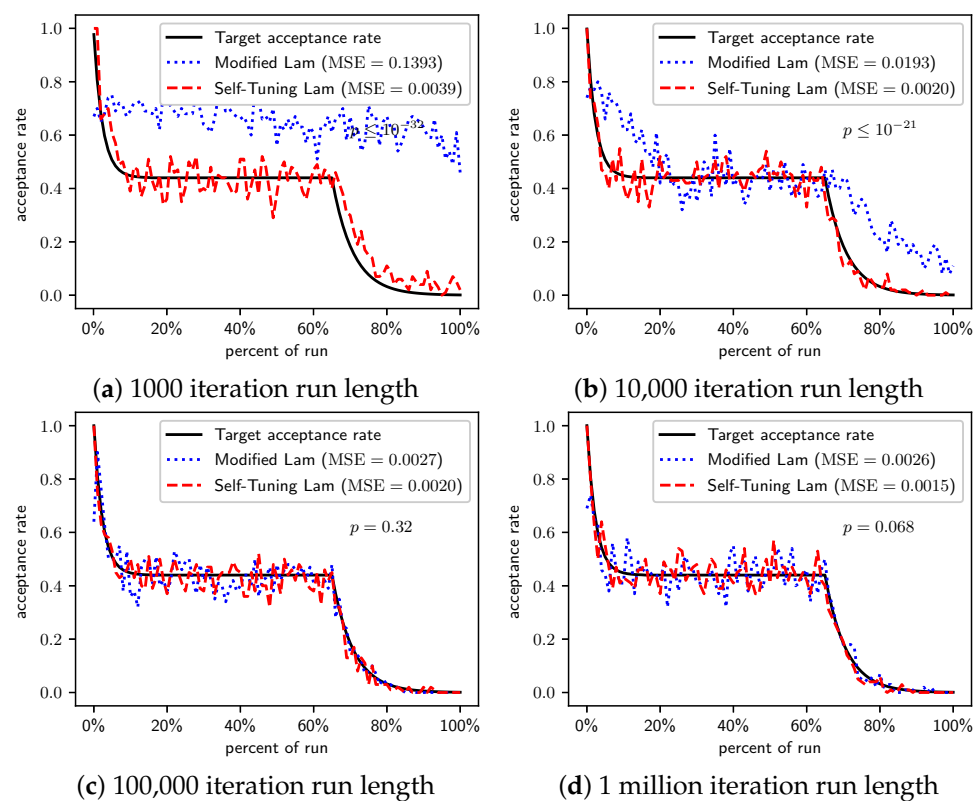 Target acceptance rate
Modified Lam (MSE = 0.1393)
Self-Tuning Lam (MSE = 0.0039)
p ≤ 10^{-32}
acceptance rate
1.0
0.8
0.6
0.4
0.2
0.0
0% 20% 40% 60% 80% 100%
percent of run
(a) 1000 iteration run length
Target acceptance rate
Modified Lam (MSE = 0.0193)
Self-Tuning Lam (MSE = 0.0020)
p ≤ 10^{-21}
acceptance rate
1.0
0.8
0.6
0.4
0.2
0.0
0% 20% 40% 60% 80% 100%
percent of run
(b) 10,000 iteration run length
Target acceptance rate
Modified Lam (MSE = 0.0027)
Self-Tuning Lam (MSE = 0.0020)
p = 0.32
acceptance rate
1.0
0.8
0.6
0.4
0.2
0.0
0% 20% 40% 60% 80% 100%
percent of run
(c) 100,000 iteration run length
Target acceptance rate
Modified Lam (MSE = 0.0026)
Self-Tuning Lam (MSE = 0.0015)
p = 0.068
acceptance rate
1.0
0.8
0.6
0.4
0.2
0.0
0% 20% 40% 60% 80% 100%
percent of run
(d) 1 million iteration run length